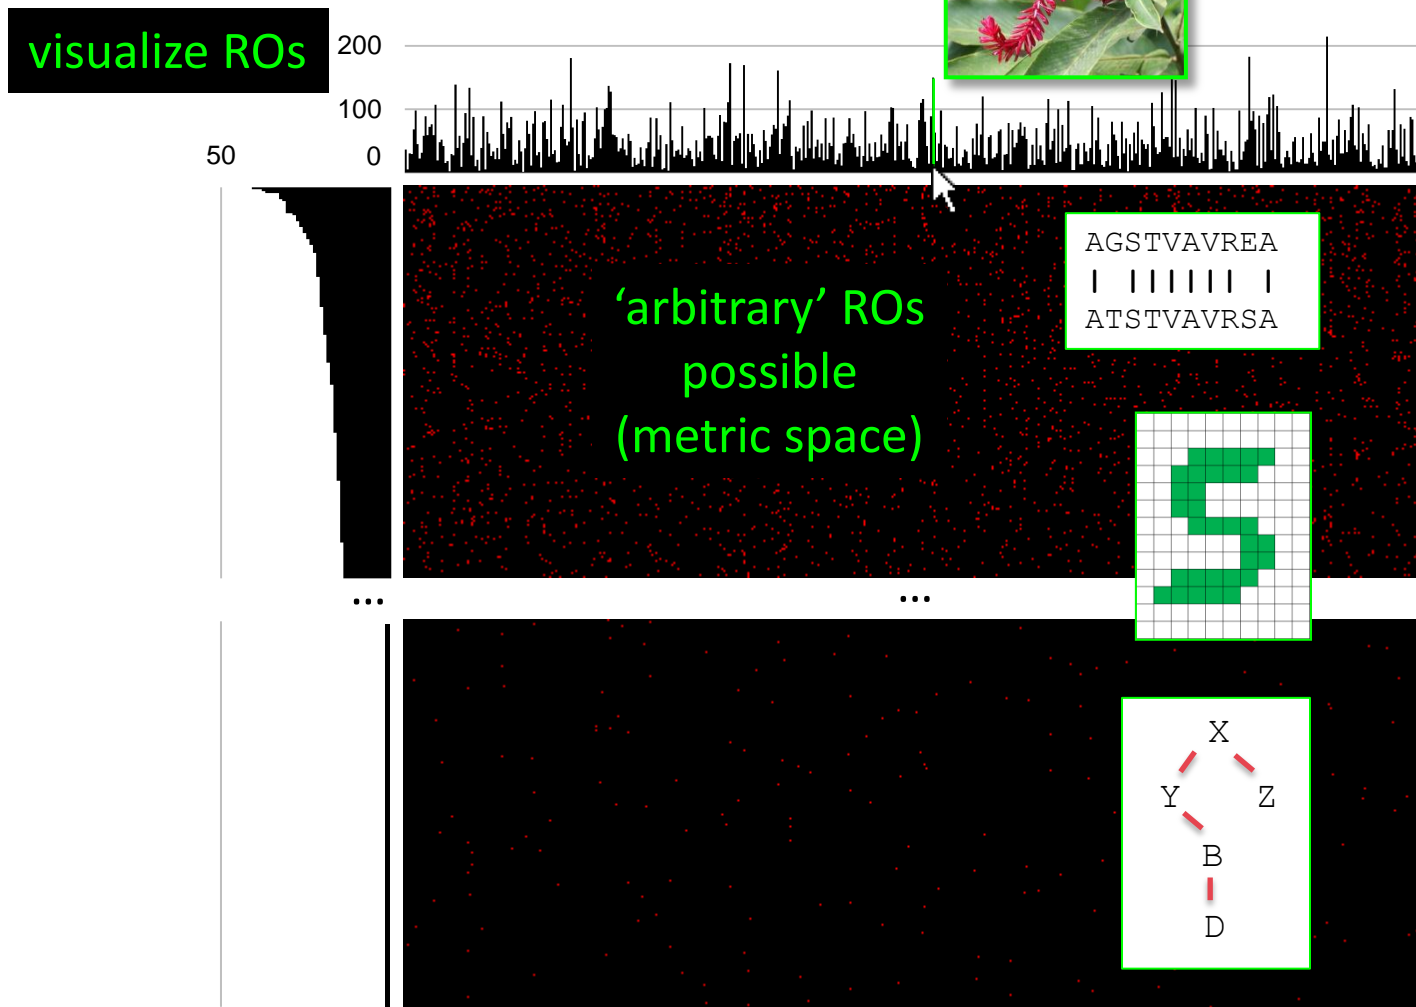 visualize ROs
200
100
0
50
‘arbitrary’ ROs
possible
(metric space)
AGSTVAVREA
ATSTVAVRSA
...
...
X
Y Z
B
D